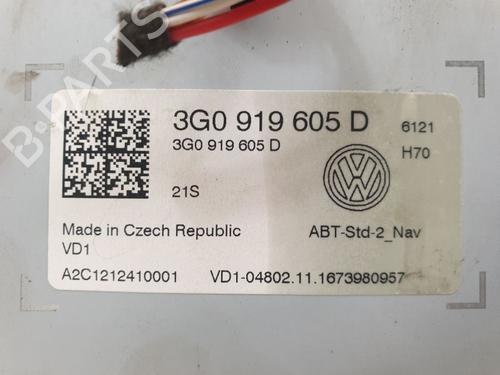 B-PARTS
3G0 919 605 D
6121
3G0 919 605 D
H70
21S
Made in Czech Republic
ABT-Std-2_Nav
VD1
A2C1212410001
VD1-04802.11.1673980957